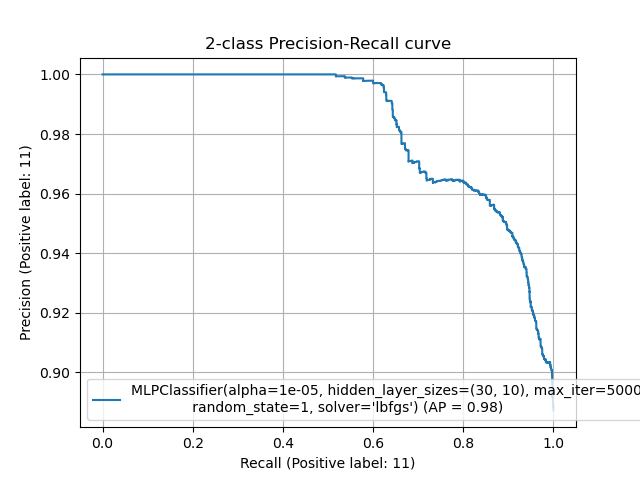 2-class Precision-Recall curve
1.00
0.98
0.96
0.94
0.92
0.90
Precision (Positive label: 11)
MLPClassifier(alpha=1e-05, hidden_layer_sizes=(30, 10), max_iter=5000
random_state=1, solver='lbfgs') (AP = 0.98)
0.0 0.2 0.4 0.6 0.8 1.0
Recall (Positive label: 11)